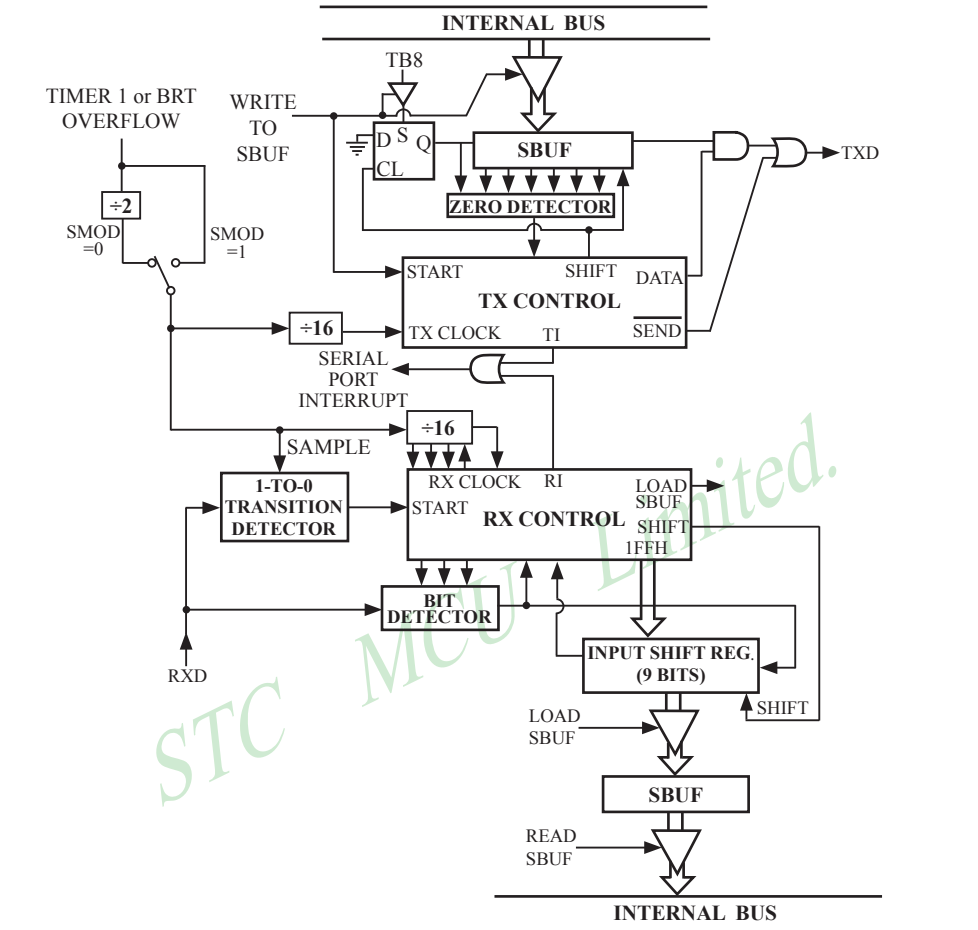 INTERNAL BUS
TB8
TIMER 1 or BRT
OVERFLOW
WRITE
TO
SBUF
D S Q
CL
SBUF
TXD
÷2
ZERO DETECTOR
SMOD
=0
SMOD
=1
START
SHIFT
DATA
TX CONTROL
÷16
TX CLOCK
TI
SEND
SERIAL
PORT
INTERRUPT
÷16
SAMPLE
RX CLOCK
RI
LOAD
SBUF
1-TO-0
TRANSITION
DETECTOR
START
RX CONTROL
SHIFT
1FFH
BIT
DETECTOR
RXD
INPUT SHIFT REG.
(9 BITS)
SHIFT
LOAD
SBUF
SBUF
READ
SBUF
INTERNAL BUS
STC MCU Limited.